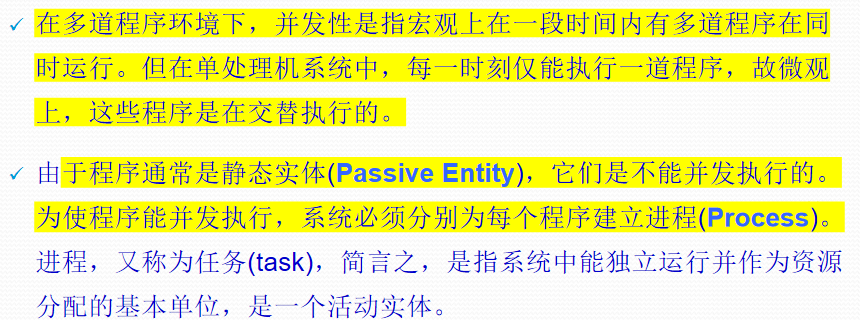 在多道程序环境下，并发性是指宏观上在一段时间内有多道程序在同
时运行。但在单处理机系统中，每一时刻仅能执行一道程序，故微观
上，这些程序是在交替执行的。
由于程序通常是静态实体(Passive Entity)，它们是不能并发执行的。
为使程序能并发执行，系统必须分别为每个程序建立进程(Process)。
进程，又称为任务(task)，简言之，是指系统中能独立运行并作为资源
分配的基本单位，是一个活动实体。